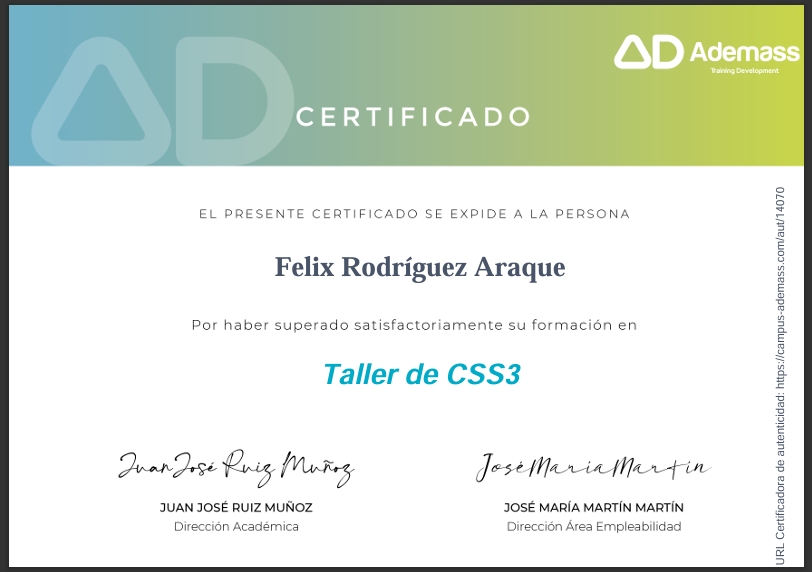 AD Ademass
Training Development
AD
CERTIFICADO
EL PRESENTE CERTIFICADO SE EXPIDE A LA PERSONA
Felix Rodríguez Araque
Por haber superado satisfactoriamente su formación en
Taller de CSS3
Juan José Ruiz Muñoz
JUAN JOSÉ RUIZ MUÑOZ
Dirección Académica
José María Martín
JOSÉ MARÍA MARTÍN MARTÍN
Dirección Área Empleabilidad
URL Certificadora de autenticidad: https://campus-ademass.com/aut/14070